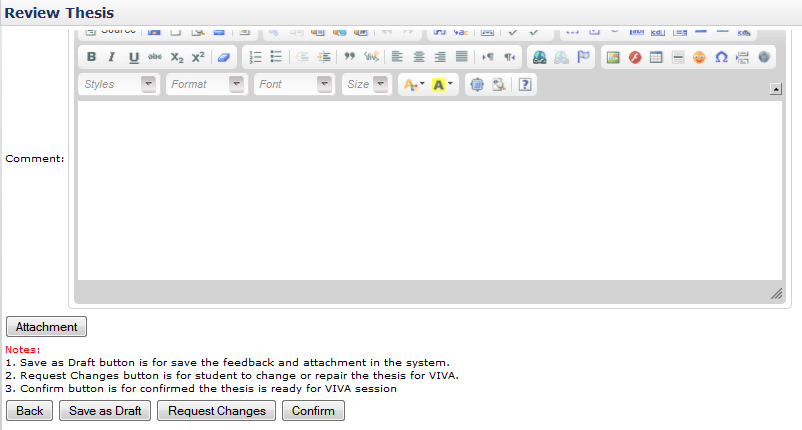 Review Thesis
Source
B I U abc X₂ X²
Styles Format Font Size A A
Comment:
Attachment
Notes:
1. Save as Draft button is for save the feedback and attachment in the system.
2. Request Changes button is for student to change or repair the thesis for VIVA.
3. Confirm button is for confirmed the thesis is ready for VIVA session
Back Save as Draft Request Changes Confirm